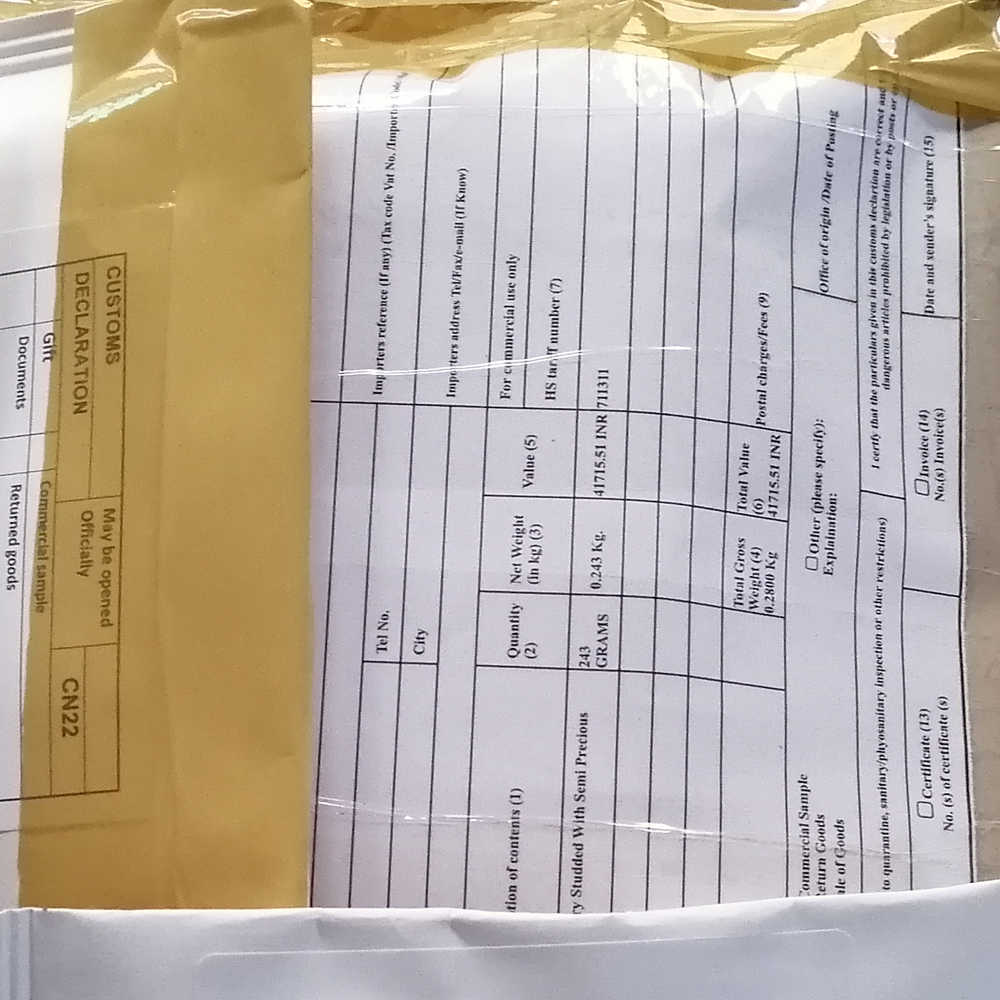 CUSTOMS
DECLARATION
May be opened
Officially
CN22
Gift
Commercial sample
Documents
Returned goods
Importers reference (If any) (Tax code Vat No./Importer
Tel No.
City
Importers address Tel/Fax/e-mail (If Know)
For commercial use only
tion of contents (1)
Quantity
(2)
Net Weight
(in kg) (3)
Value (5)
HS tariff number (7)
ry Studded With Semi Precious
243
GRAMS
0.243 Kg.
41715.51 INR
711311
Total Gross
Weight (4)
0.2800 Kg
Total Value
(6)
41715.51 INR
Postal charges/Fees (9)
Commercial Sample
Return Goods
le of Goods
Other (please specify):
Explaination:
Office of origin /Date of Posting
to quarantine, sanitary/phyosanitary inspection or other restrictions)
I certify that the particulars given in this customs declartion are correct and
dangerous articles prohibited by legislation or by posts or
Certificate (13)
No. (s) of certificate (s)
Invoice (14)
No.(s) Invoice(s)
Date and sender's signature (15)